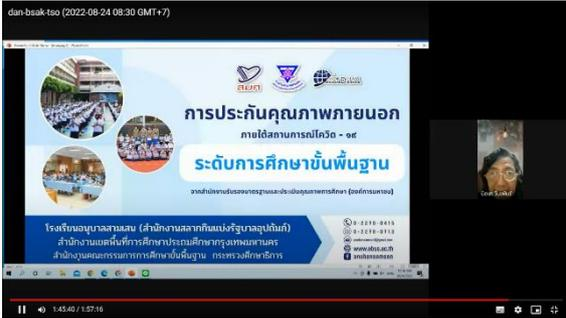 dan-bsak-tso (2022-08-24 08:30 GMT+7)
สมศ
การประกันคุณภาพภายนอก
ภายใต้สถานการณ์โควิด - ๑๙
ระดับการศึกษาขั้นพื้นฐาน
จากสำนักงานรับรองมาตรฐานและประเมินคุณภาพการศึกษา (องค์การมหาชน)
โรงเรียนอนุบาลสามเสน (สำนักงานสลากกินแบ่งรัฐบาลอุปถัมภ์)
สำนักงานเขตพื้นที่การศึกษาประถมศึกษากรุงเทพมหานคร
สำนักงานคณะกรรมการการศึกษาขั้นพื้นฐาน กระทรวงศึกษาธิการ
0-2270-0415
0-2270-0713
1:45:40 / 1:57:16